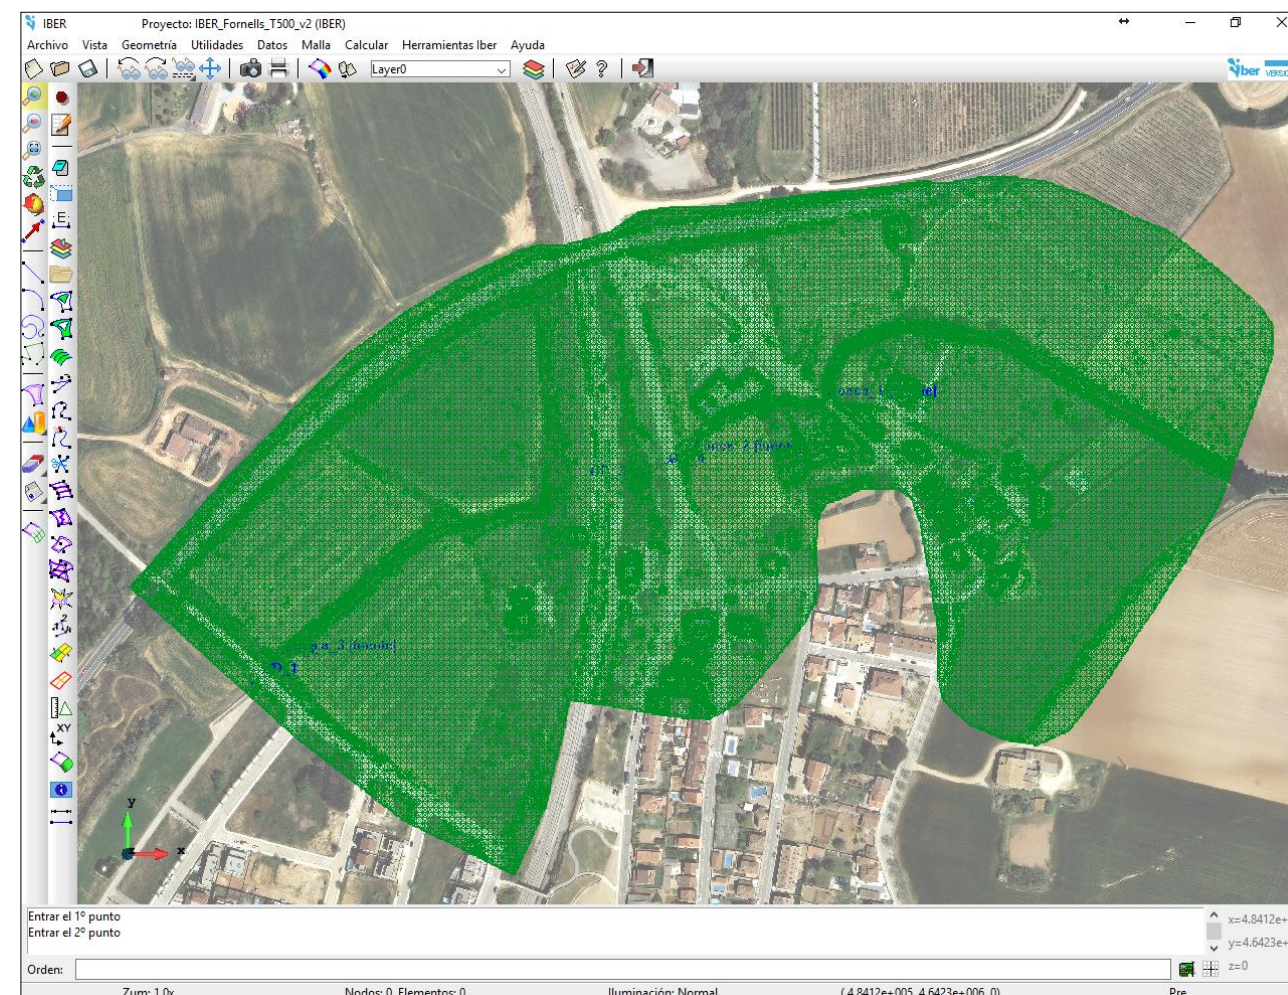 IBER Proyecto: IBER_Fornells_T500_v2 (IBER)
Archivo Vista Geometría Utilidades Datos Malla Calcular Herramientas Iber Ayuda
Layer0
iber
E
XY
y
x
Entrar el 1º punto
Entrar el 2º punto
x=4.8412e+
y=4.6423e+
z=0
Orden:
Zum: 1.0x Nodos: 0, Elementos: 0 Iluminación: Normal ( 4.8412e+005, 4.6423e+006, 0) Pre